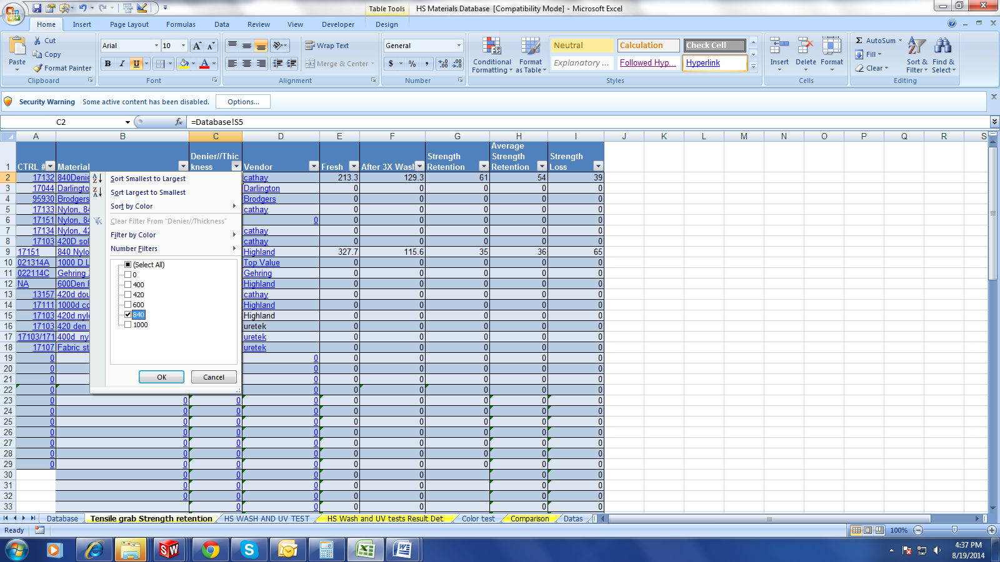 Table Tools
HS Materials Database [Compatibility Mode] - Microsoft Excel
Home Insert Page Layout Formulas Data Review View Developer Design
Paste Cut Copy Format Painter Clipboard
Arial 10 B I U A Font
Wrap Text Merge & Center Alignment
General $ % , Number
Conditional Formatting Format as Table
Neutral Calculation Check Cell
Explanatory ... Followed Hyp... Hyperlink
Styles
Insert Delete Format Cells
Σ AutoSum Fill Clear Sort & Filter Find & Select Editing
Security Warning Some active content has been disabled. Options...
C2 fx =Database!S5
A B C D E F G H I J K L M N O P Q R S
1 CTRL # Material Denier//Thickness Vendor Fresh After 3X Wash Strength Retention Average Strength Retention Strength Loss
2 17132 840Denie cathay 213.3 129.3 61 54 39
3 17044 Darlington Darlington 0 0 0 0 0
4 95930 Brodgers Brodgers 0 0 0 0 0
5 17133 Nylon, 84 cathay 0 0 0 0 0
6 17151 Nylon, 84 0 0 0 0 0 0
7 17134 Nylon, 42 cathay 0 0 0 0 0
8 17103 420D sol cathay 0 0 0 0 0
9 17151 840 Nylo Highland 327.7 115.6 35 36 65
10 021314A 1000 D L Top Value 0 0 0 0 0
11 022114C Gehring Gehring 0 0 0 0 0
12 NA 600Den Highland 0 0 0 0 0
13 13157 420d dou cathay 0 0 0 0 0
14 17111 1000d co Highland 0 0 0 0 0
15 17103 420d nyl Highland 0 0 0 0 0
16 17103 420 den uretek 0 0 0 0 0
17 17103/171 400d ny uretek 0 0 0 0 0
18 17107 Fabric st uretek 0 0 0 0 0
19 0 0 0 0 0 0 0
20 0 0 0 0 0 0 0
21 0 0 0 0 0 0 0
22 0 0 0 0 0 0 0
23 0 0 0 0 0 0 0 0 0
24 0 0 0 0 0 0 0 0 0
25 0 0 0 0 0 0 0 0 0
26 0 0 0 0 0 0 0 0 0
27 0 0 0 0 0 0 0 0 0
28 0 0 0 0 0 0 0 0 0
29 0 0 0 0 0 0 0 0 0
30 0 0 0 0 0 0 0
31 0 0 0 0 0 0 0
32 0 0 0 0 0 0 0
33 0 0 0 0 0 0
Sort Smallest to Largest
Sort Largest to Smallest
Sort by Color
Clear Filter From "Denier//Thickness"
Filter by Color
Number Filters
(Select All)
0
400
420
600
840
1000
OK Cancel
Database Tensile grab Strength retention HS WASH AND UV TEST HS Wash and UV tests Result Det Color test Comparison Datas
Ready 100%
4:37 PM
8/19/2014